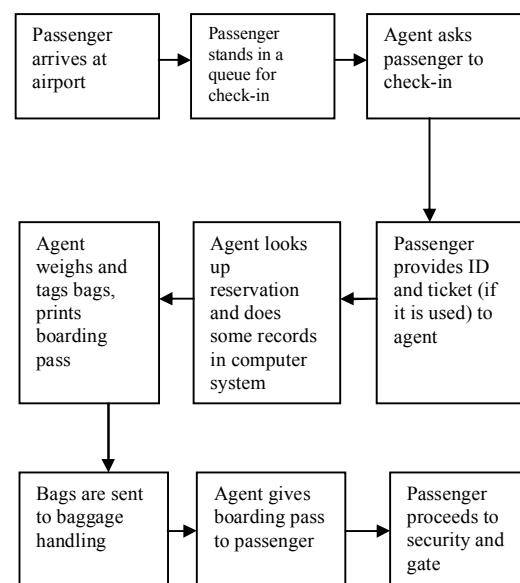 Passenger
arrives at
airport
Passenger
stands in a
queue for
check-in
Agent asks
passenger to
check-in
Passenger
provides ID
and ticket (if
it is used) to
agent
Agent looks
up
reservation
and does
some records
in computer
system
Agent
weighs and
tags bags,
prints
boarding
pass
Bags are sent
to baggage
handling
Agent gives
boarding pass
to passenger
Passenger
proceeds to
security and
gate